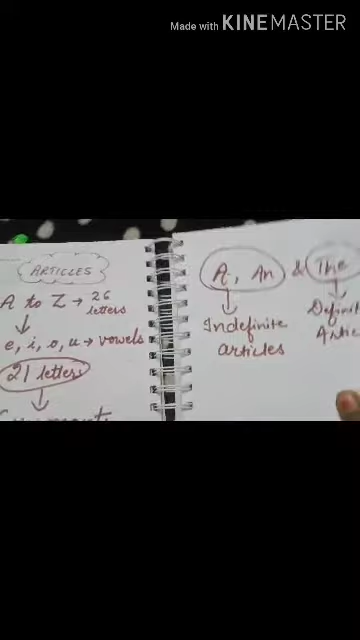 Made with KINEMASTER
ARTICLES
A to Z → 26 letters
e, i, o, u → vowels
21 letters
A, An & The
Indefinite articles